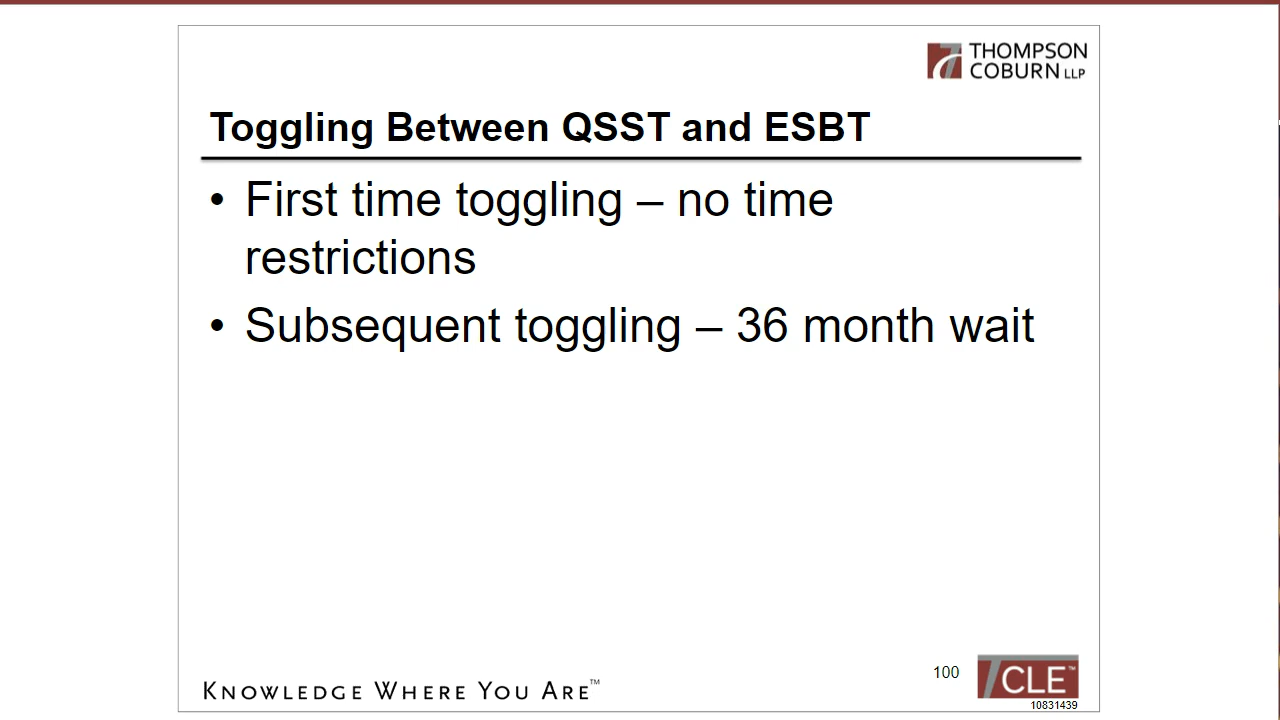 THOMPSON
COBURN LLP
Toggling Between QSST and ESBT
• First time toggling – no time
restrictions
• Subsequent toggling – 36 month wait
KNOWLEDGE WHERE YOU ARE™
100
TCLE™
10831439